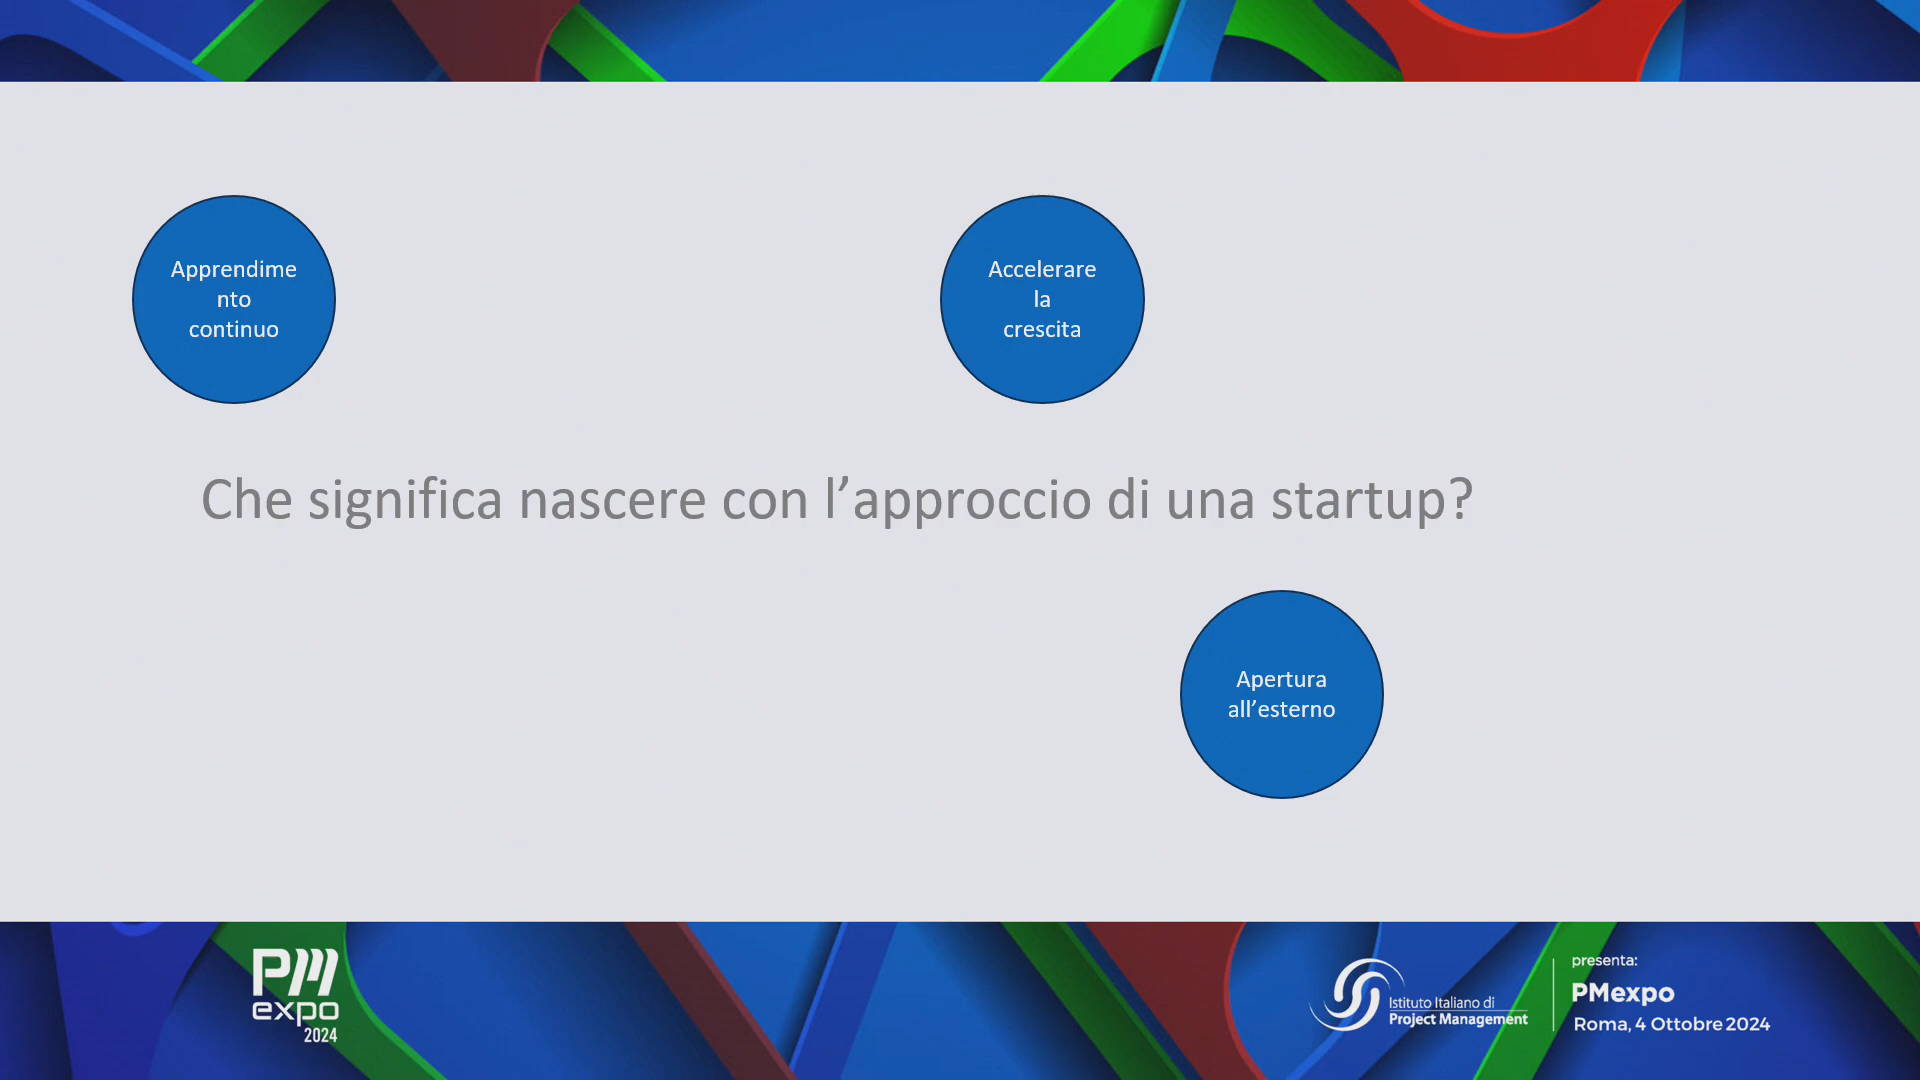 Apprendime
nto
continuo
Accelerare
la
crescita
Che significa nascere con l’approccio di una startup?
Apertura
all’esterno
PM
expo
2024
Istituto Italiano di
Project Management
presenta:
PMexpo
Roma, 4 Ottobre 2024